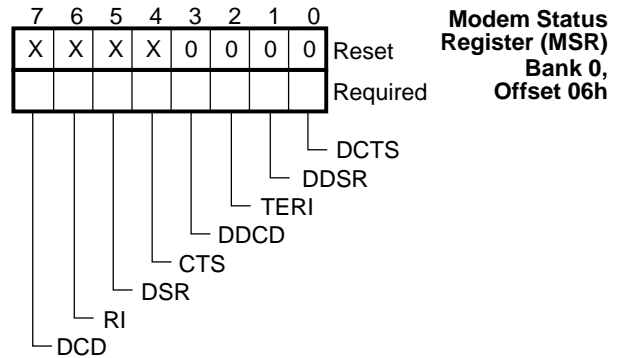 7 6 5 4 3 2 1 0
X X X X 0 0 0 0 Reset
Required
Modem Status
Register (MSR)
Bank 0,
Offset 06h
DCTS
DDSR
TERI
DDCD
CTS
DSR
RI
DCD